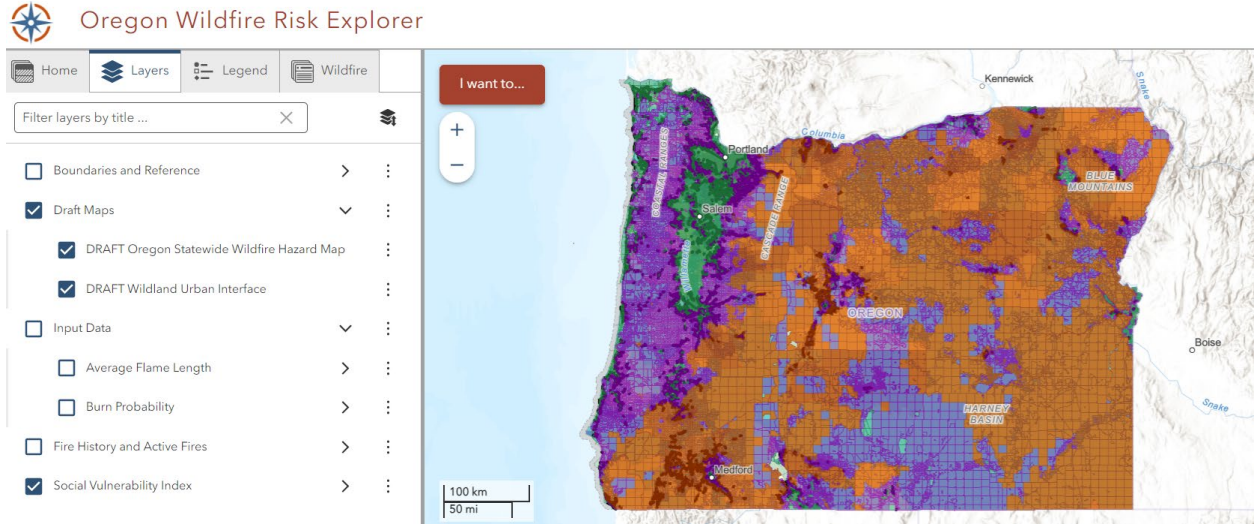 Oregon Wildfire Risk Explorer
Home
Layers
Legend
Wildfire
Filter layers by title ...
Boundaries and Reference
Draft Maps
DRAFT Oregon Statewide Wildfire Hazard Map
DRAFT Wildland Urban Interface
Input Data
Average Flame Length
Burn Probability
Fire History and Active Fires
Social Vulnerability Index
I want to...
+
−
Kennewick
Snake
Columbia
Portland
COASTAL RANGES
BLUE
MOUNTAINS
Salem
CASCADE RANGE
Willamette
OREGON
Boise
Snake
HARNEY
BASIN
Medford
100 km
50 mi